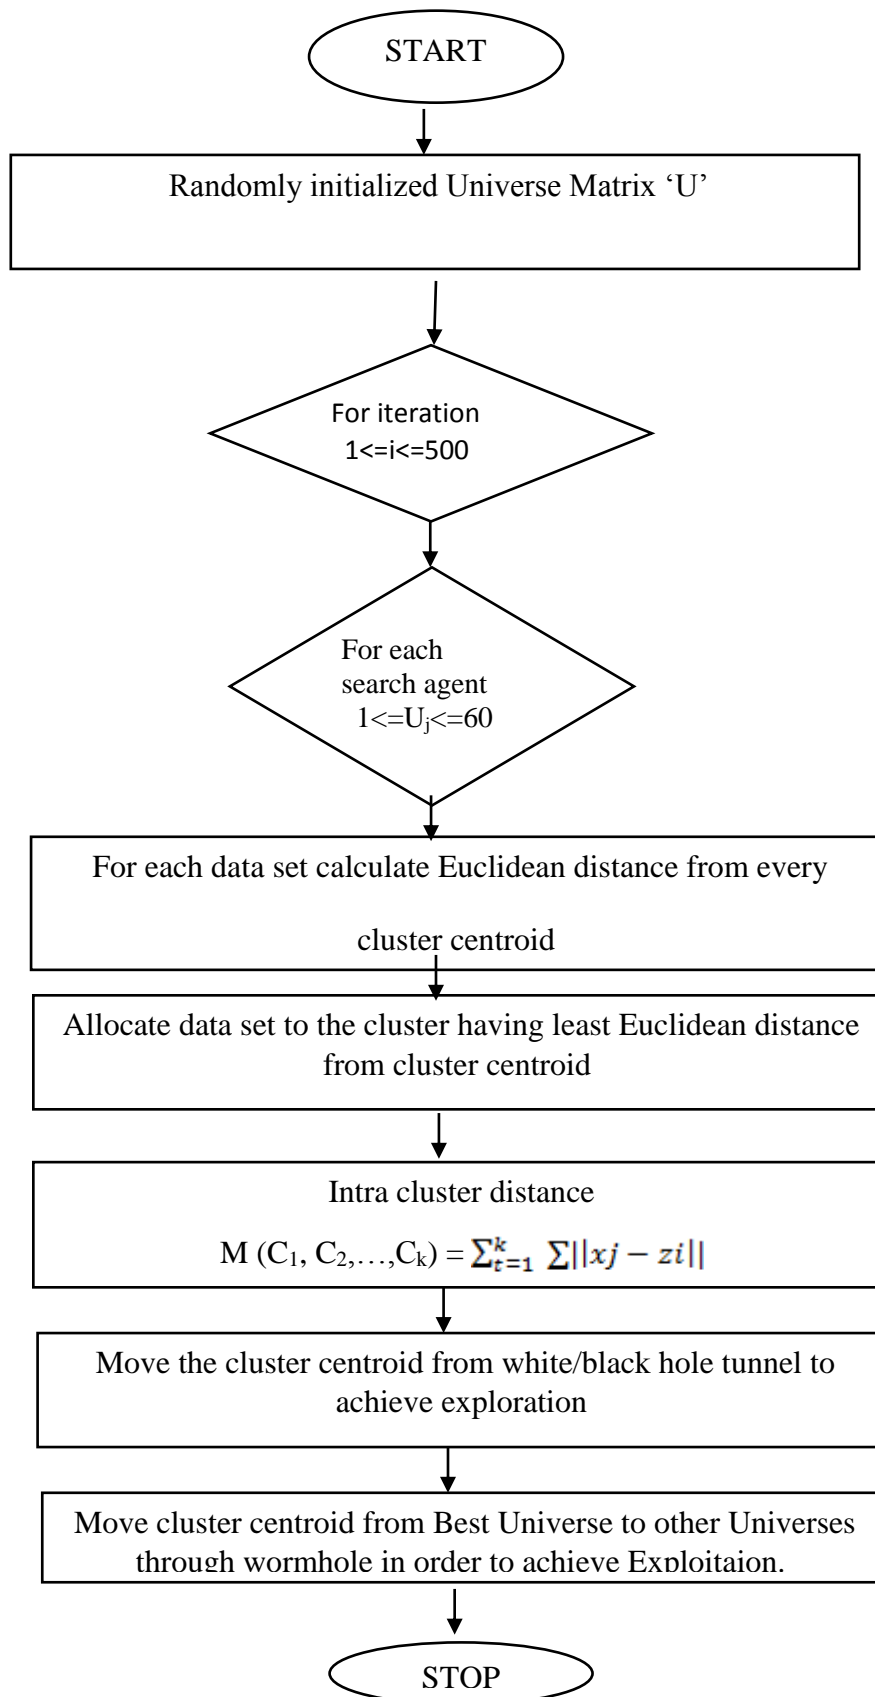 START
Randomly initialized Universe Matrix ‘U’
For iteration
1<=i<=500
For each
search agent
1<=Uj<=60
For each data set calculate Euclidean distance from every
cluster centroid
Allocate data set to the cluster having least Euclidean distance
from cluster centroid
Intra cluster distance
M (C1, C2,…,Ck) = ∑ᵏₜ₌₁ ∑||xj − zi||
Move the cluster centroid from white/black hole tunnel to
achieve exploration
Move cluster centroid from Best Universe to other Universes
through wormhole in order to achieve Exploitaion.
STOP